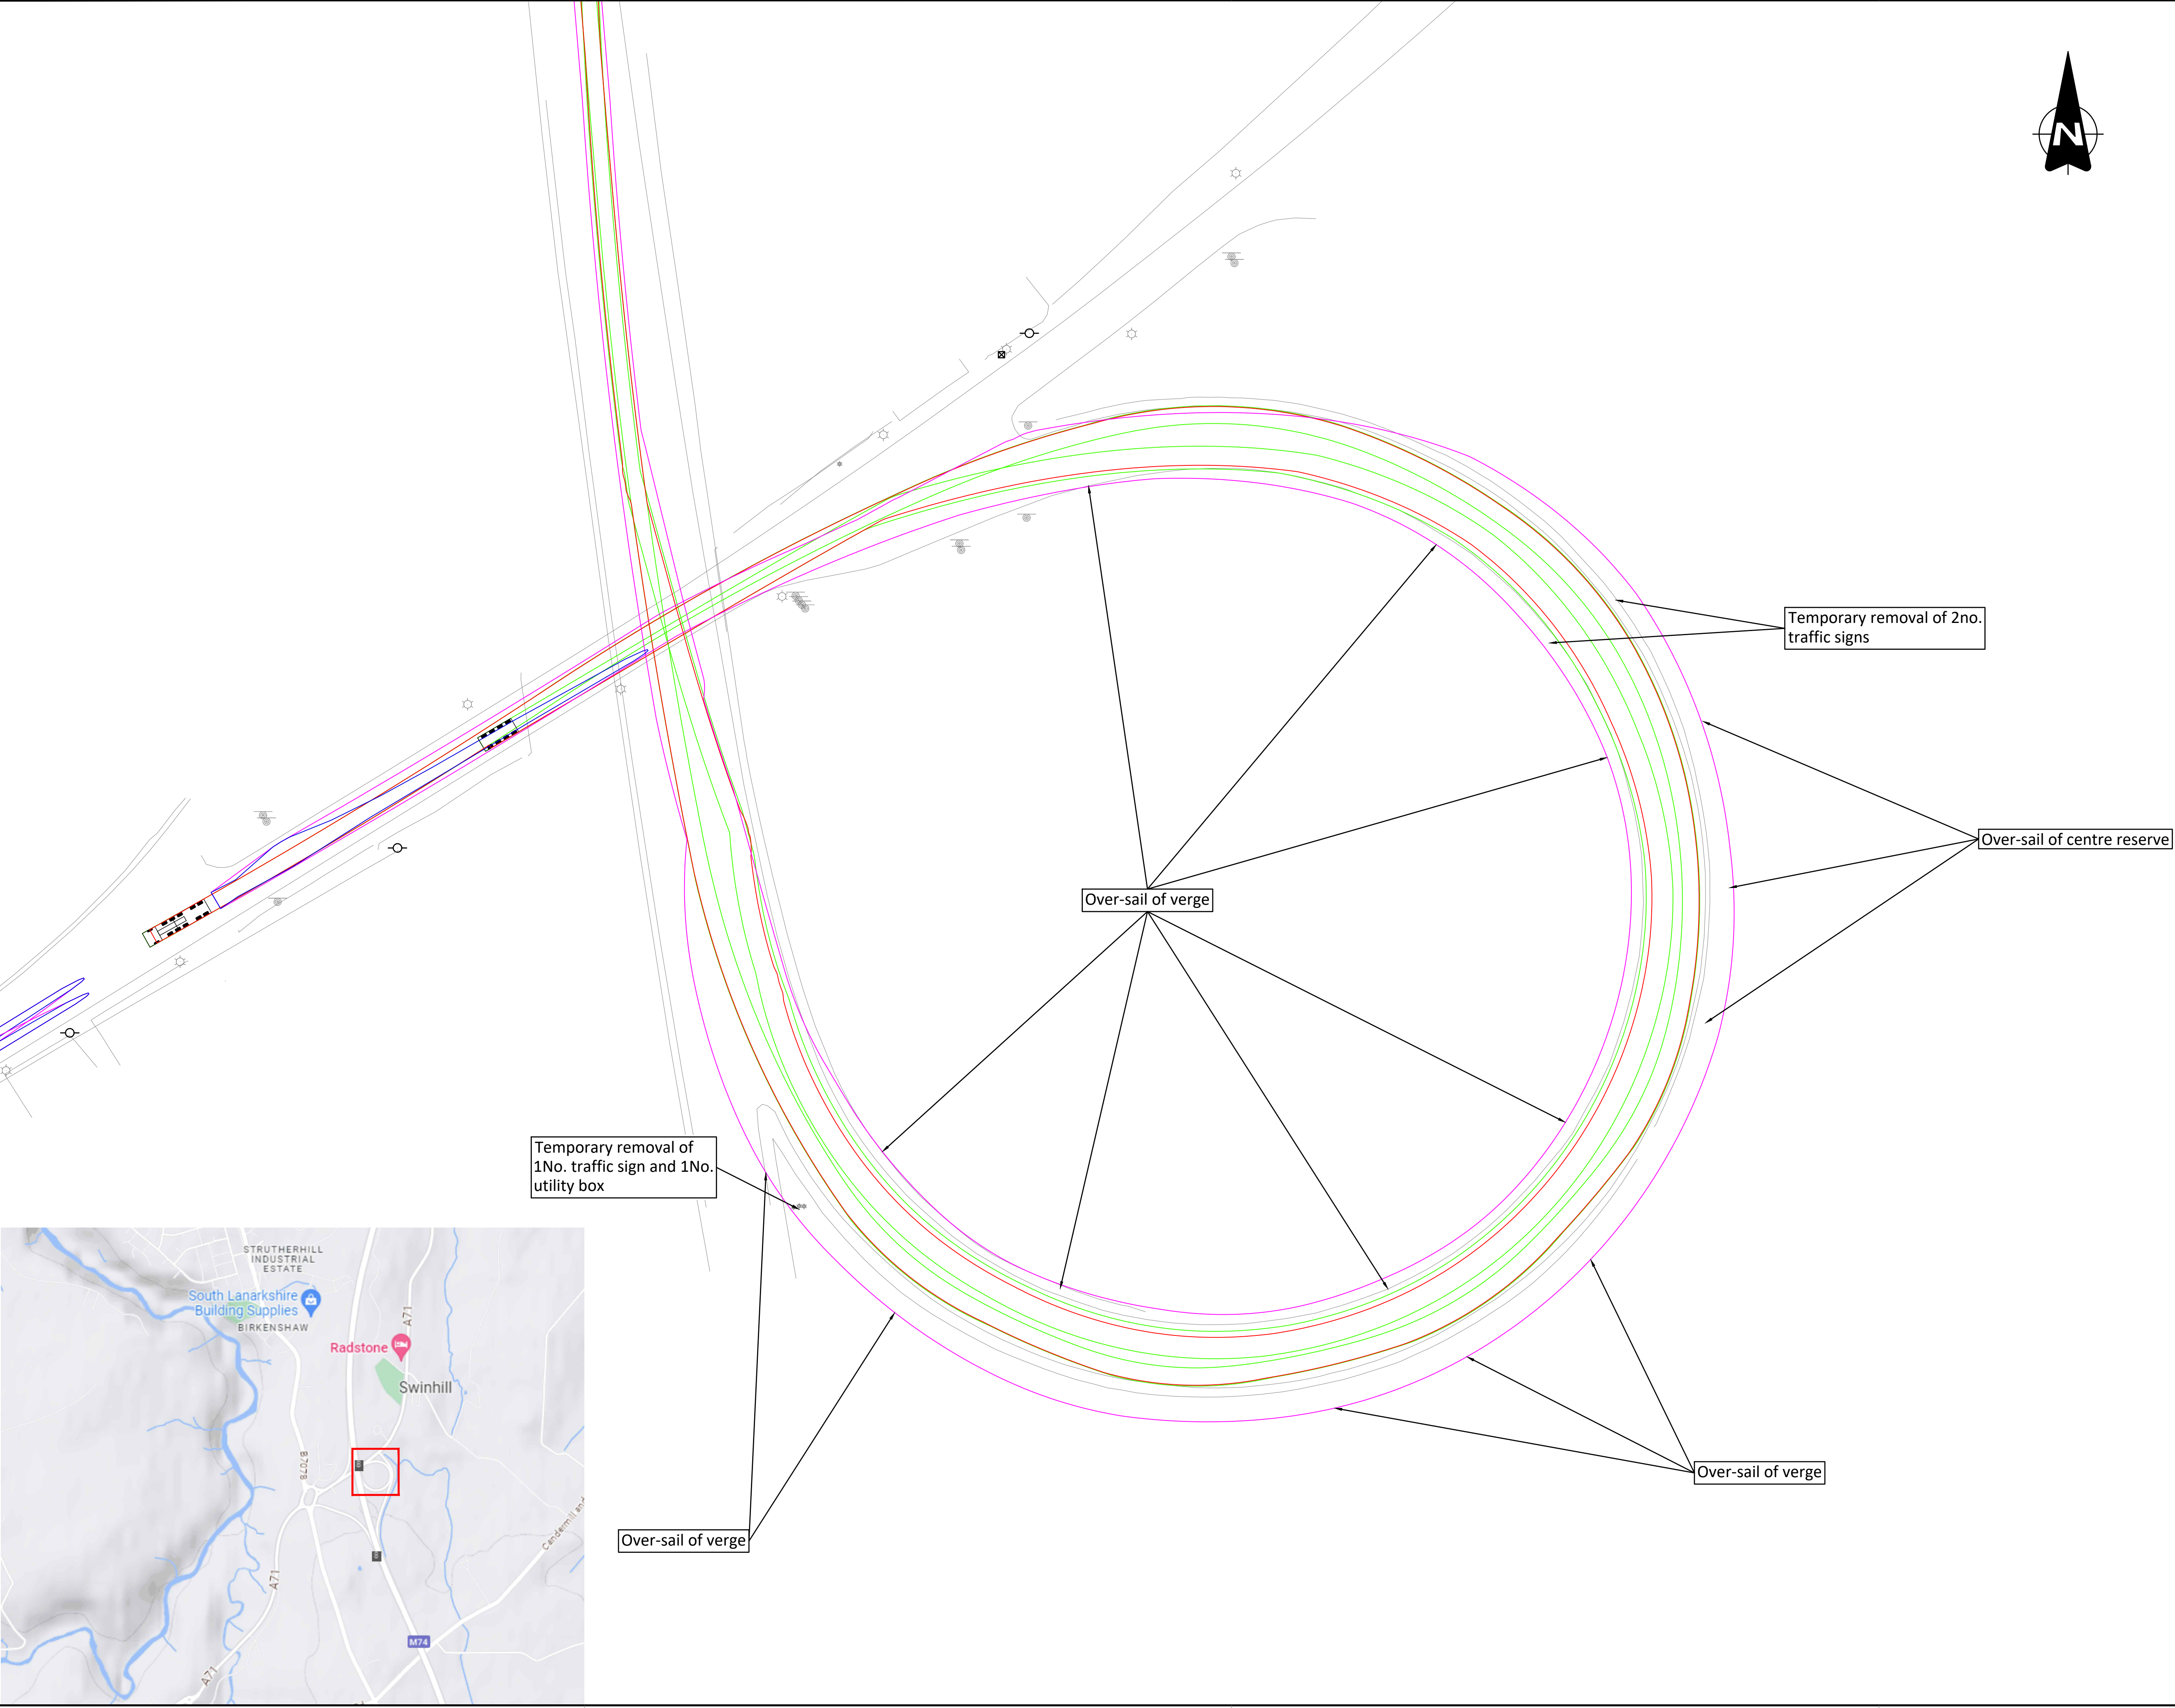 N
Temporary removal of 2no.
traffic signs
Over-sail of centre reserve
Over-sail of verge
Temporary removal of
1No. traffic sign and 1No.
utility box
STRUTHERHILL
INDUSTRIAL
ESTATE
South Lanarkshire
Building Supplies
BIRKENSHAW
A71
Radstone
Swinhill
B7078
Over-sail of verge
Over-sail of verge
Candermill
A71
M74
A71